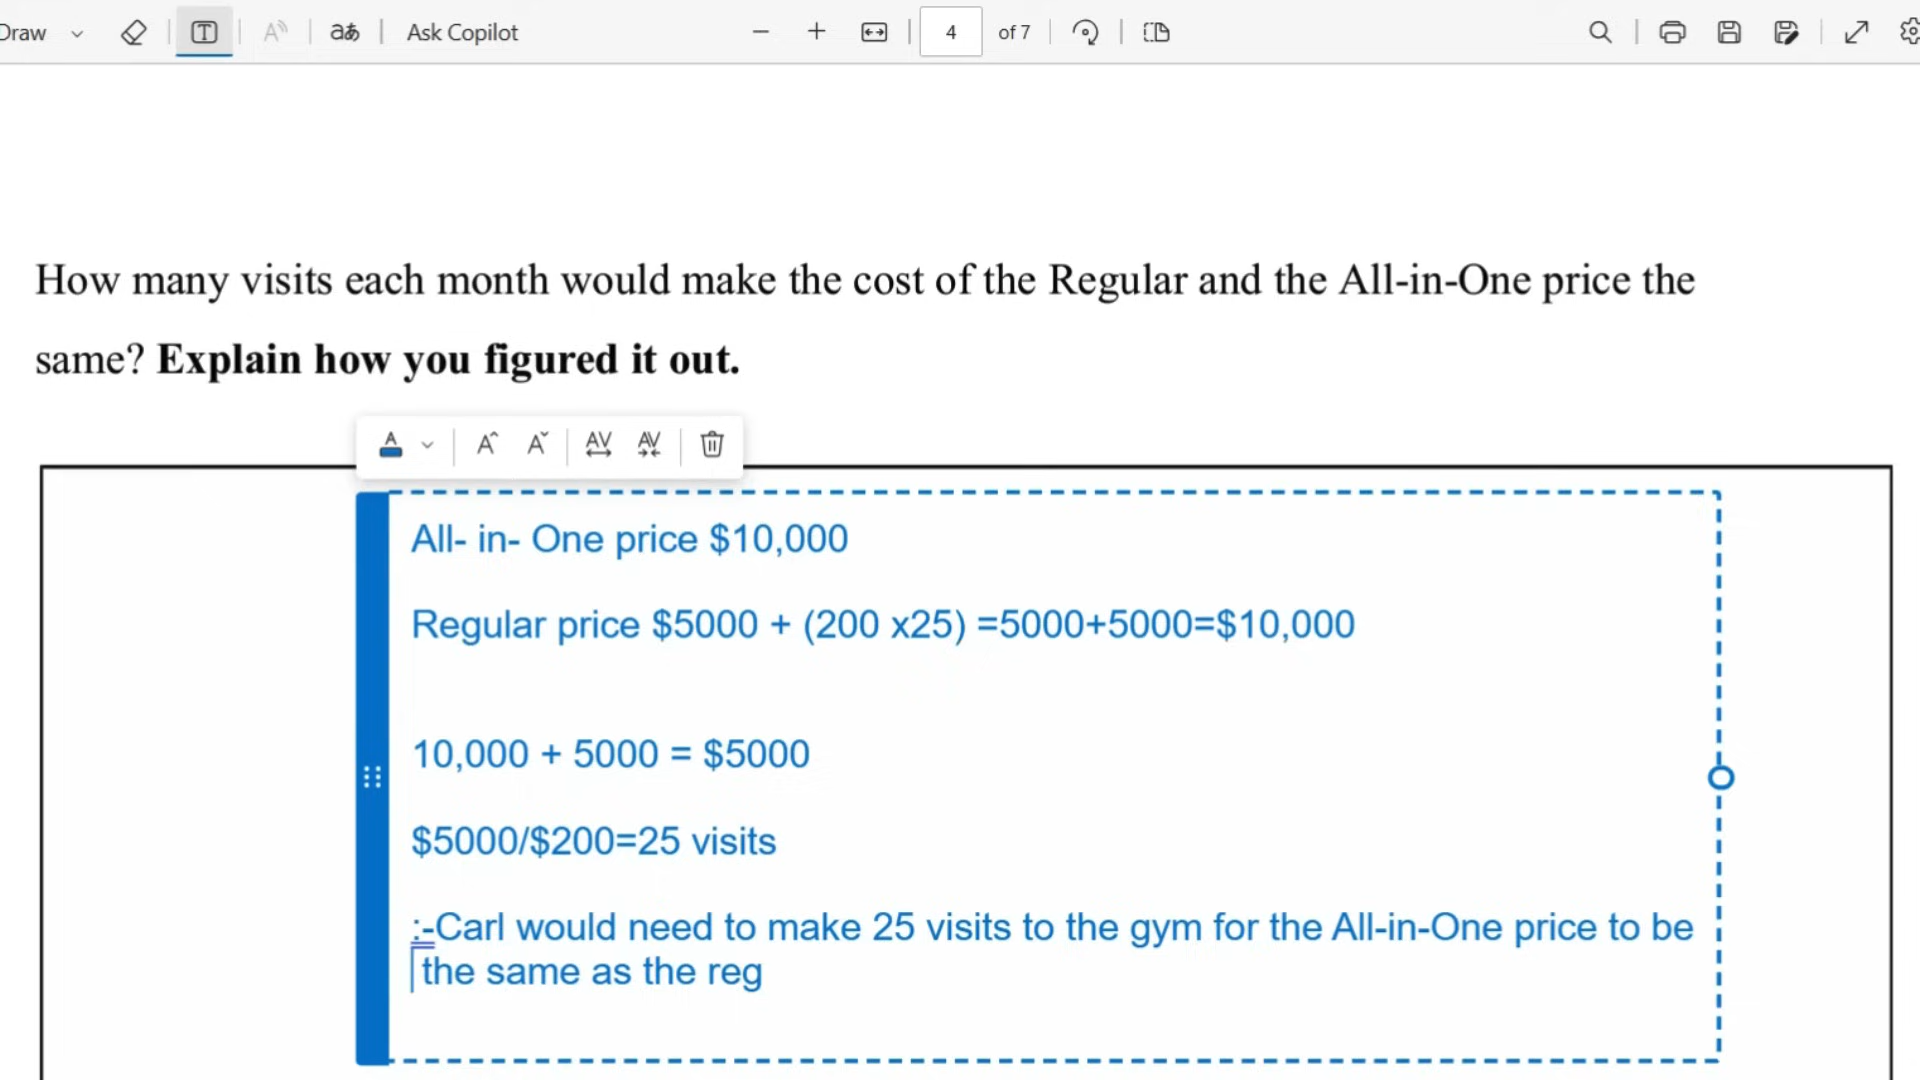 Draw
aあ
Ask Copilot
4 of 7
How many visits each month would make the cost of the Regular and the All-in-One price the
same? Explain how you figured it out.
All- in- One price $10,000
Regular price $5000 + (200 x25) =5000+5000=$10,000
10,000 + 5000 = $5000
$5000/$200=25 visits
:-Carl would need to make 25 visits to the gym for the All-in-One price to be
the same as the reg